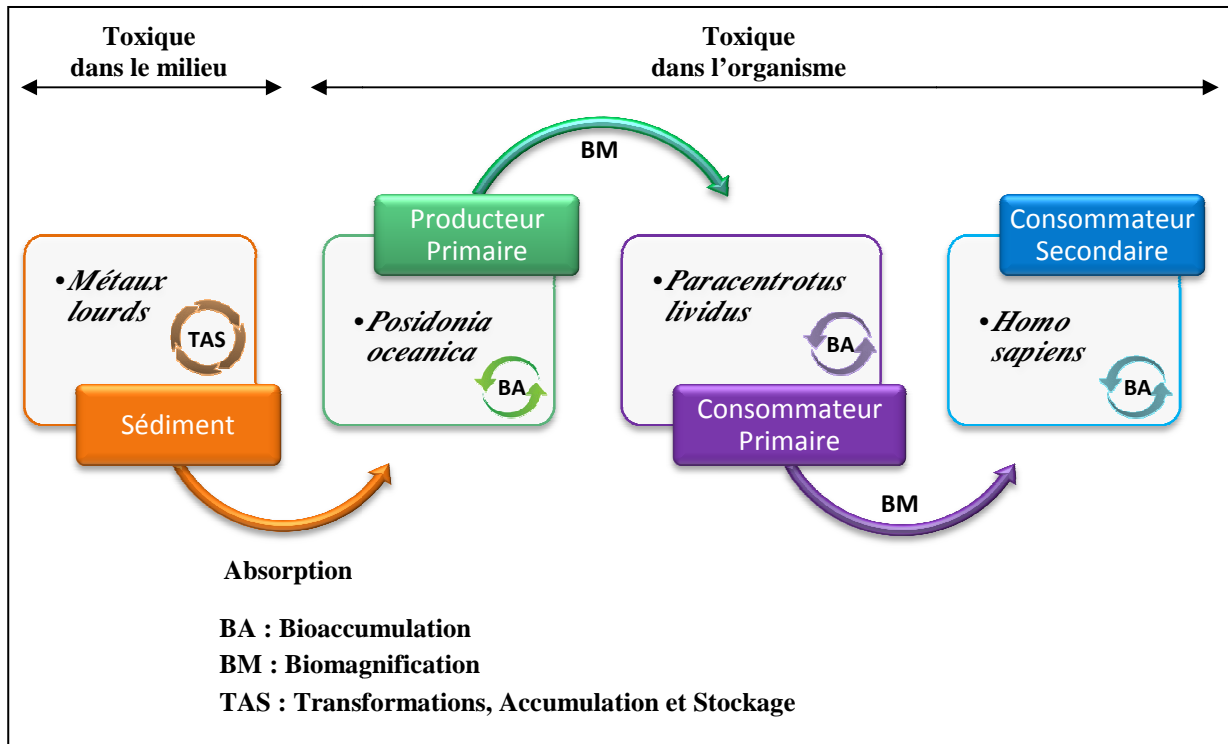 Toxique
dans le milieu
Toxique
dans l’organisme
BM
Producteur
Primaire
Consommateur
Secondaire
•Métaux
lourds
TAS
Sédiment
•Posidonia
oceanica
BA
•Paracentrotus
lividus
BA
Consommateur
Primaire
•Homo
sapiens
BA
BM
Absorption
BA : Bioaccumulation
BM : Biomagnification
TAS : Transformations, Accumulation et Stockage